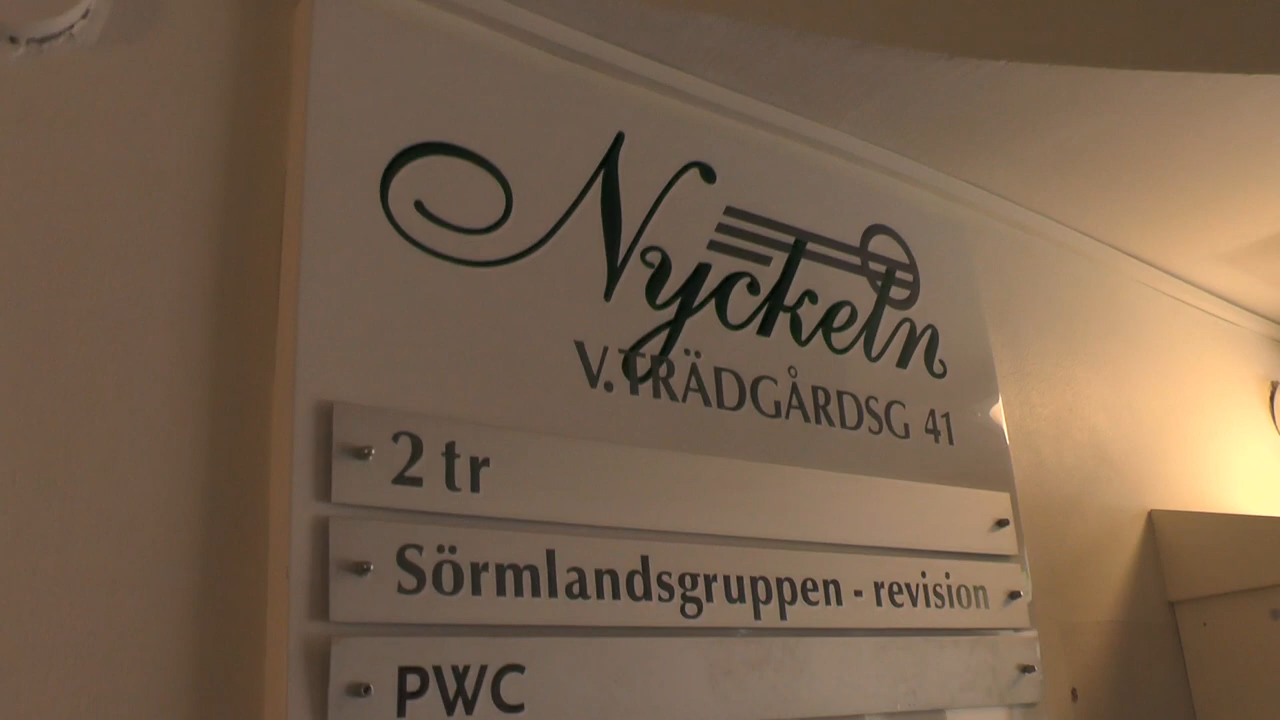 Nyckeln
V. TRÄDGÅRDSG 41
2 tr
Sörmlandsgruppen - revision
PWC